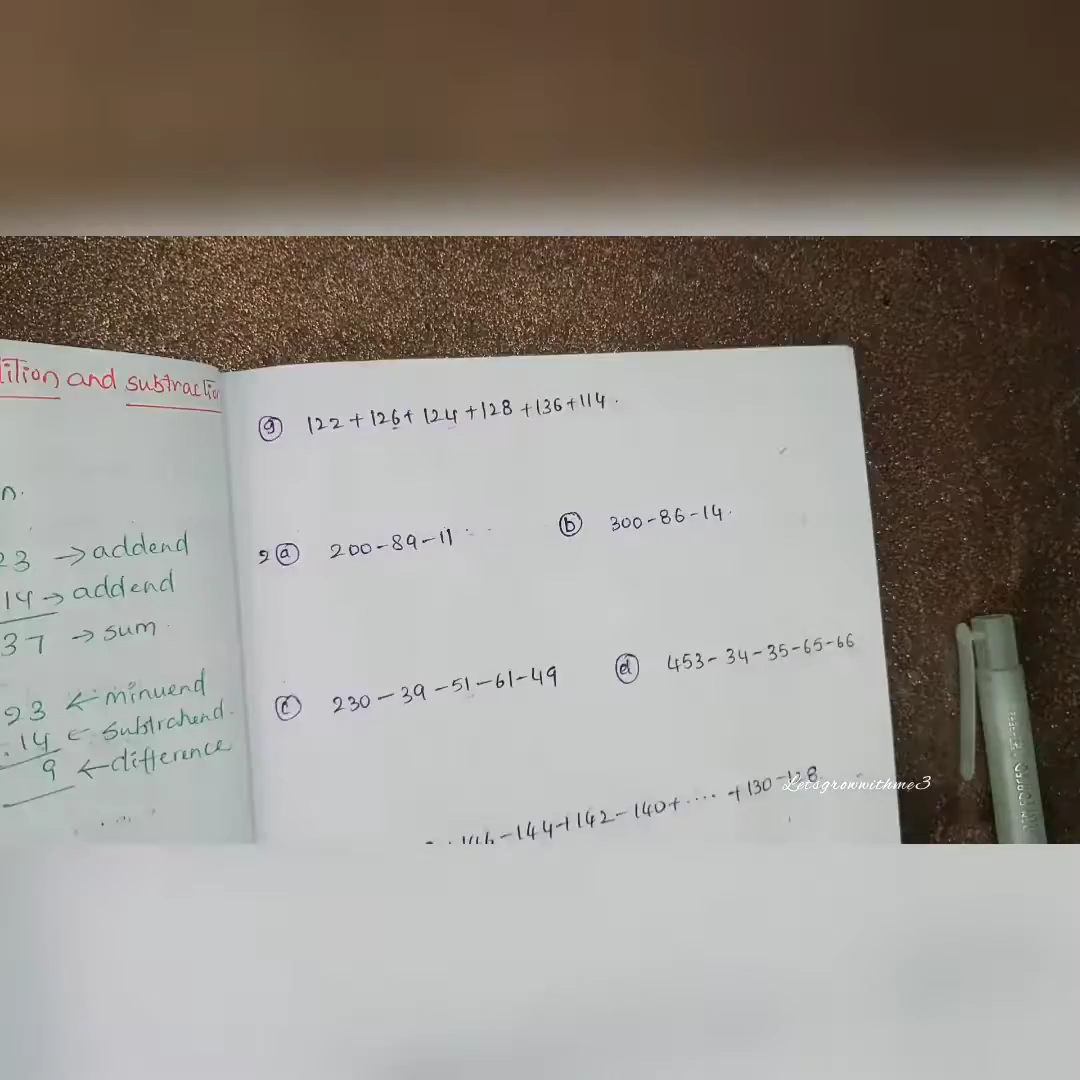 ition and subtraction
n.
23 → addend
14 → addend
37 → sum
23 ← minuend
14 ← subtrahend.
9 ← difference
g 122+126+124+128+136+114.
2 a 200-89-11
b 300-86-14.
c 230-39-51-61-49
d 453-34-35-65-66
146-144+142-140+....+130-128
Letsgrowwithme3